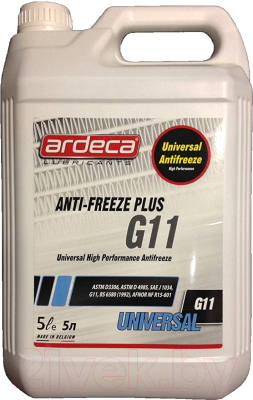 ardeca
LUBRICANTS
Universal
Antifreeze
High Performance
ANTI-FREEZE PLUS
G11
Universal High Performance Antifreeze
ASTM D3306, ASTM D 4985, SAE J 1034,
G11, BS 6580 (1992), AFNOR NF R15-601
G11
5le 5л
UNIVERSAL
MADE IN BELGIUM